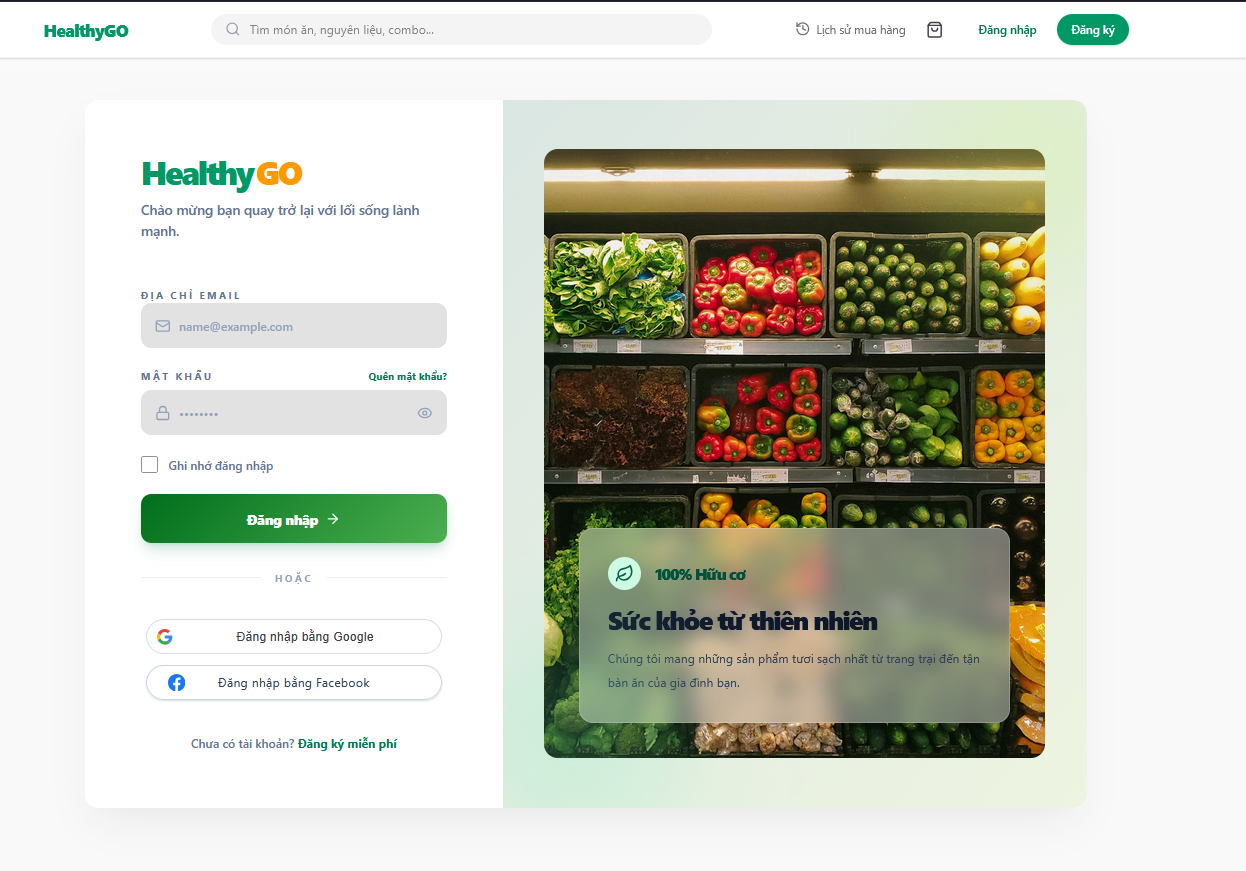 HealthyGO
Tìm món ăn, nguyên liệu, combo...
Lịch sử mua hàng
Đăng nhập
Đăng ký
HealthyGO
Chào mừng bạn quay trở lại với lối sống lành
mạnh.
ĐỊA CHỈ EMAIL
name@example.com
MẬT KHẨU
Quên mật khẩu?
••••••••
Ghi nhớ đăng nhập
Đăng nhập →
HOẶC
Đăng nhập bằng Google
Đăng nhập bằng Facebook
Chưa có tài khoản? Đăng ký miễn phí
100% Hữu cơ
Sức khỏe từ thiên nhiên
Chúng tôi mang những sản phẩm tươi sạch nhất từ trang trại đến tận
bàn ăn của gia đình bạn.